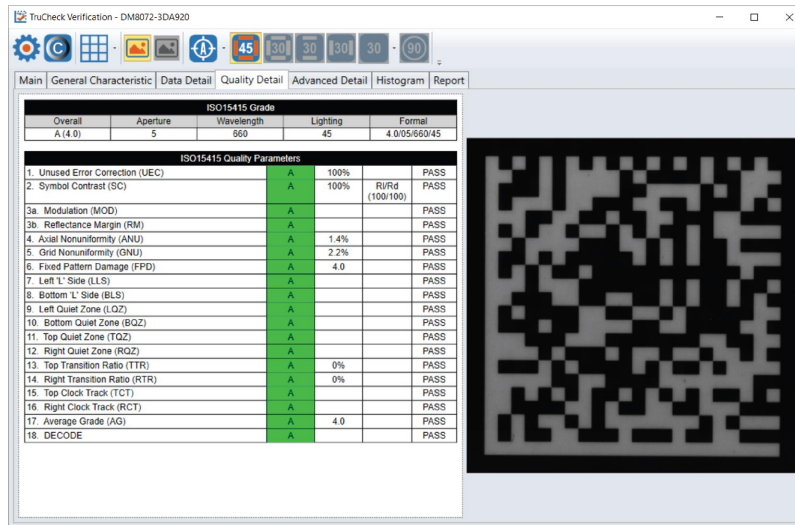 TruCheck Verification - DM8072-3DA920
A 45 30 30 30 30 90
Main General Characteristic Data Detail Quality Detail Advanced Detail Histogram Report
ISO15415 Grade
Overall Aperture Wavelength Lighting Formal
A (4.0) 5 660 45 4.0/05/660/45
ISO15415 Quality Parameters
1. Unused Error Correction (UEC) A 100% PASS
2. Symbol Contrast (SC) A 100% Rl/Rd PASS
(100/100)
3a. Modulation (MOD) A PASS
3b. Reflectance Margin (RM) A PASS
4. Axial Nonuniformity (ANU) A 1.4% PASS
5. Grid Nonuniformity (GNU) A 2.2% PASS
6. Fixed Pattern Damage (FPD) A 4.0 PASS
7. Left 'L' Side (LLS) A PASS
8. Bottom 'L' Side (BLS) A PASS
9. Left Quiet Zone (LQZ) A PASS
10. Bottom Quiet Zone (BQZ) A PASS
11. Top Quiet Zone (TQZ) A PASS
12. Right Quiet Zone (RQZ) A PASS
13. Top Transition Ratio (TTR) A 0% PASS
14. Right Transition Ratio (RTR) A 0% PASS
15. Top Clock Track (TCT) A PASS
16. Right Clock Track (RCT) A PASS
17. Average Grade (AG) A 4.0 PASS
18. DECODE A PASS